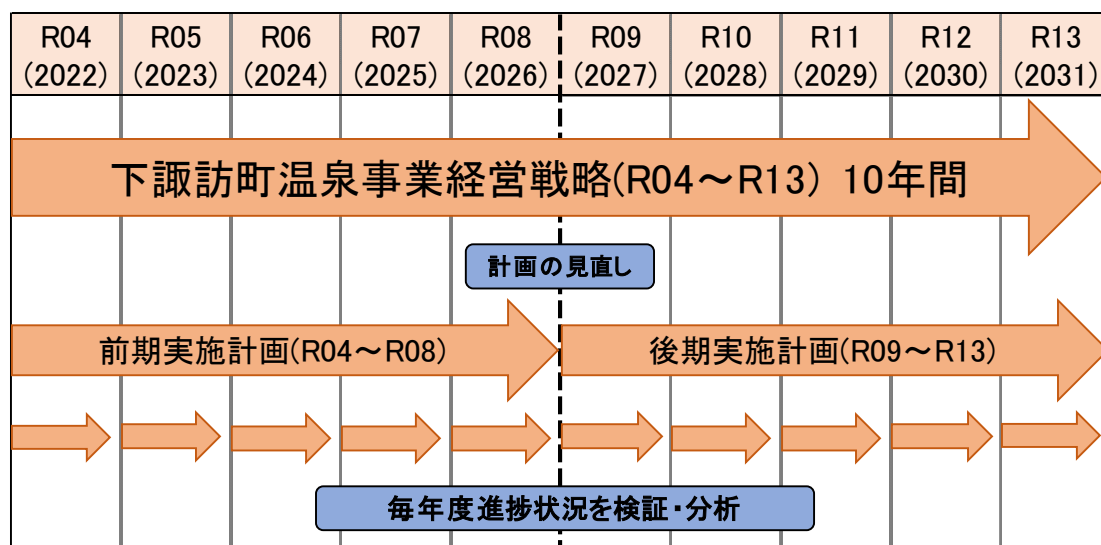 R04 R05 R06 R07 R08 R09 R10 R11 R12 R13
(2022) (2023) (2024) (2025) (2026) (2027) (2028) (2029) (2030) (2031)
下諏訪町温泉事業経営戦略(R04～R13) 10年間
計画の見直し
前期実施計画(R04～R08) 後期実施計画(R09～R13)
毎年度進捗状況を検証・分析